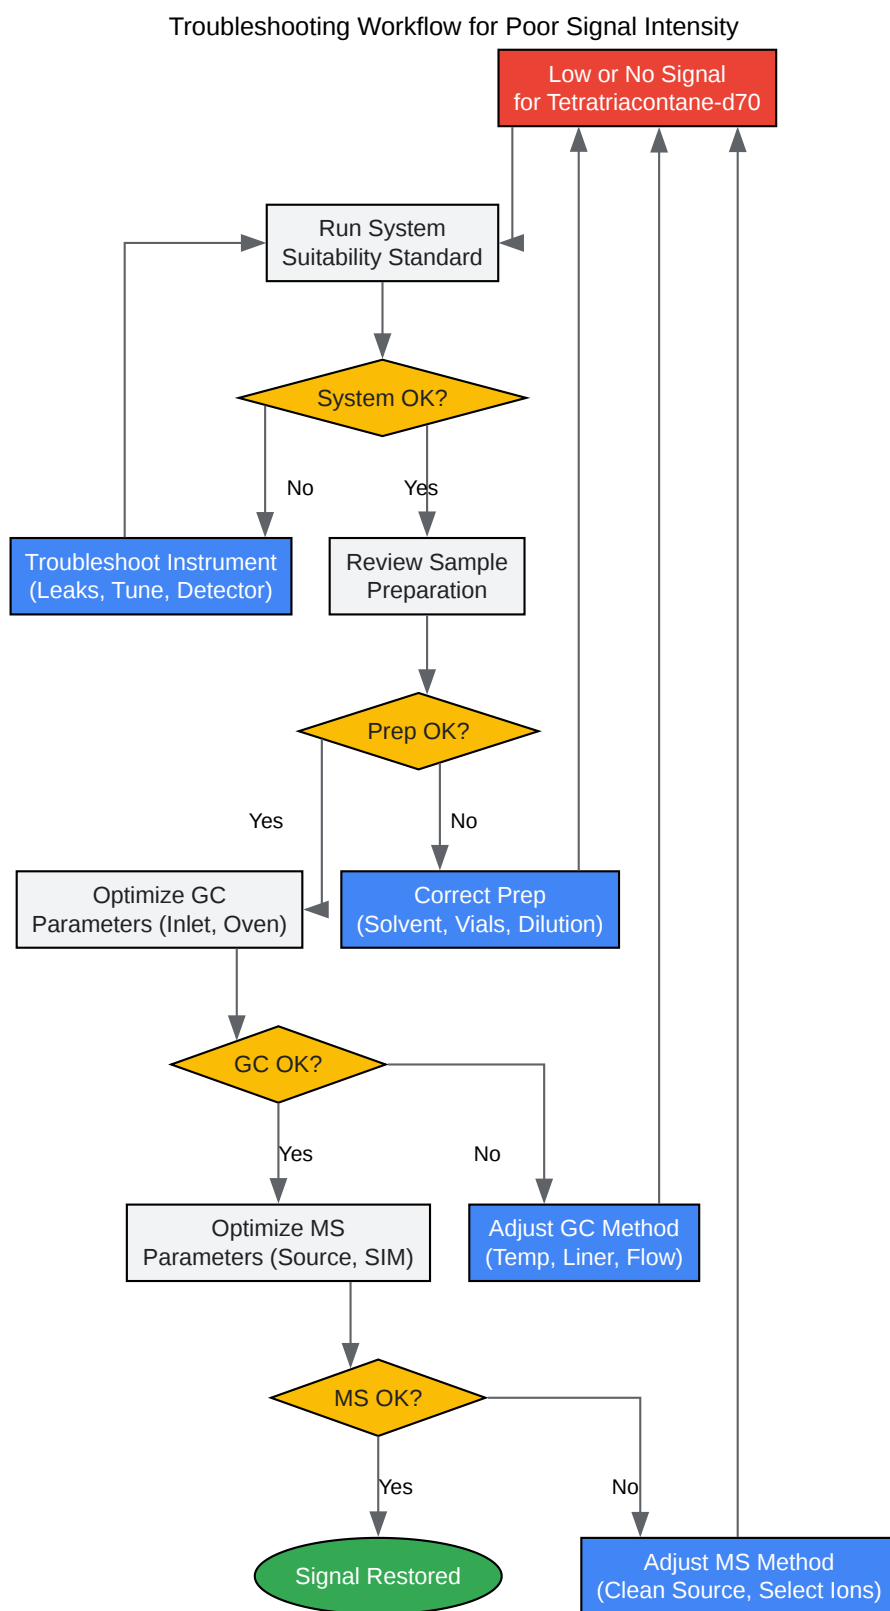 Troubleshooting Workflow for Poor Signal Intensity
Low or No Signal
for Tetratriacontane-d70
Run System
Suitability Standard
System OK?
No
Yes
Troubleshoot Instrument
(Leaks, Tune, Detector)
Review Sample
Preparation
Prep OK?
Yes
No
Optimize GC
Parameters (Inlet, Oven)
Correct Prep
(Solvent, Vials, Dilution)
GC OK?
Yes
No
Optimize MS
Parameters (Source, SIM)
Adjust GC Method
(Temp, Liner, Flow)
MS OK?
Yes
No
Signal Restored
Adjust MS Method
(Clean Source, Select Ions)